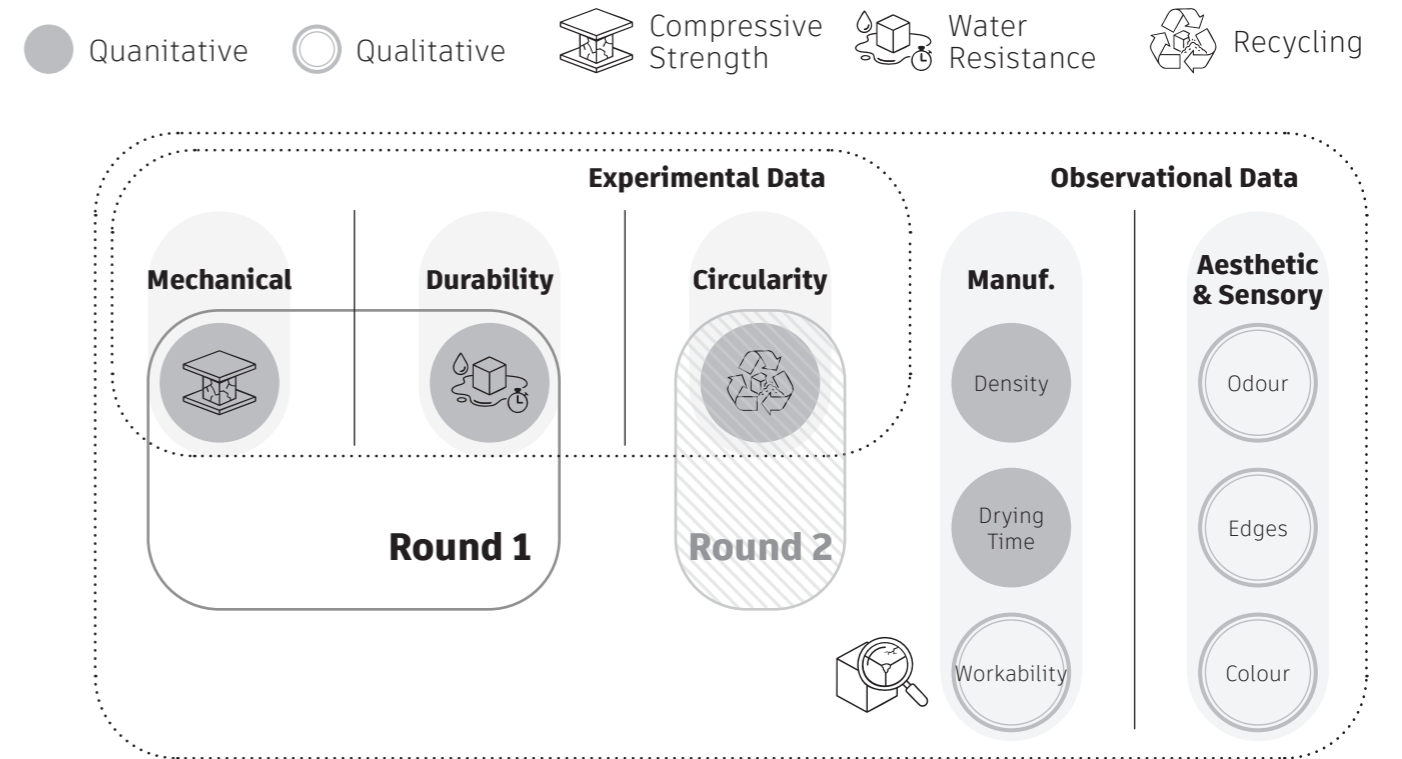 Quanitative
Qualitative
Compressive
Strength
Water
Resistance
Recycling
Experimental Data
Observational Data
Mechanical
Durability
Circularity
Manuf.
Aesthetic
& Sensory
Density
Odour
Drying
Time
Edges
Round 1
Round 2
Workability
Colour